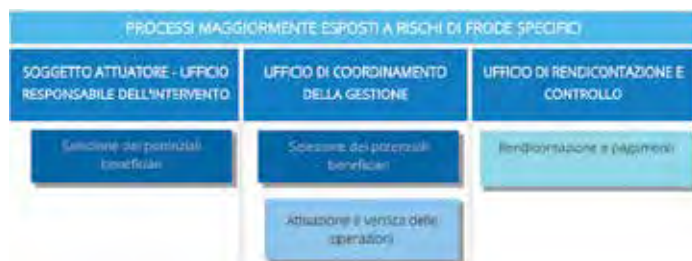 PROCESSI MAGGIORMENTE ESPOSTI A RISCHI DI FRODE SPECIFICI
SOGGETTO ATTUATORE - UFFICIO
RESPONSABILE DELL'INTERVENTO
UFFICIO DI COORDINAMENTO
DELLA GESTIONE
UFFICIO DI RENDICONTAZIONE E
CONTROLLO
Selezione dei potenziali
beneficiari
Selezione dei potenziali
beneficiari
Rendicontazione e pagamenti
Attuazione e verifica delle
operazioni